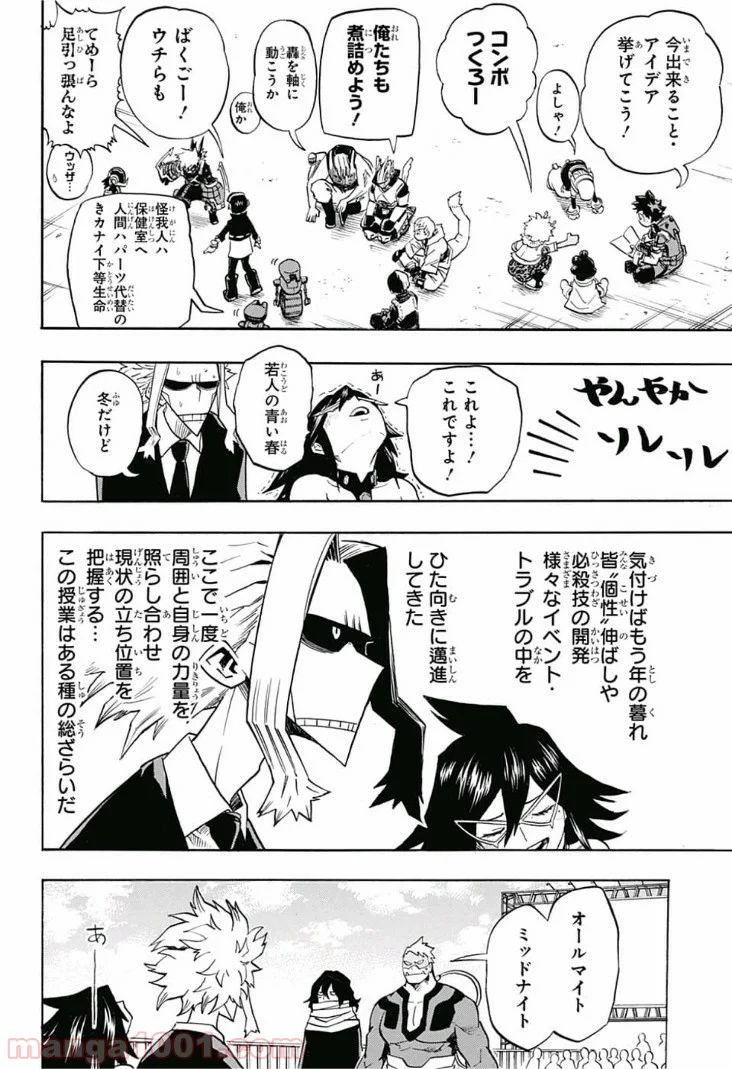 今出来ること・
アイデア
挙げてこう!
よしゃ!
コンボ
つくろー
俺たちも
煮詰めよう!
轟を軸に
動こうか
俺か
ばくごー!
ウチらも
てめーら
足引っ張んなよ
ウッザ…
怪我人ハ
保健室へ
人間ハパーツ代替の
きカナイ下等生命
やんややんか
ソレソレ
これよ…!
これですよ!
あー
若人の青い春
冬だけど
気付けばもう年の暮れ
皆“個性”伸ばしや
必殺技の開発
様々なイベント・
トラブルの中を
ひた向きに邁進
してきた
ここで一度
周囲と自身の力量を
照らし合わせ
現状の立ち位置を
把握する…
この授業はある種の総ざらいだ
オールマイト
ミッドナイト
あ
manga1001.com